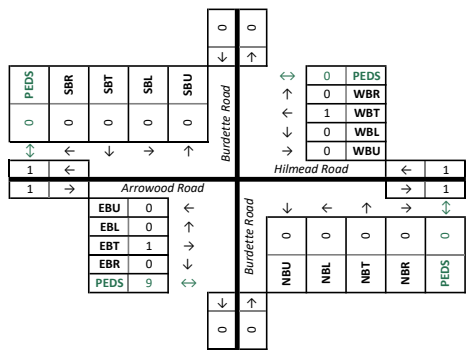 0 0
↓ ↑
PEDS SBR SBT SBL SBU
0 0 0 0 0
↕ ← ↓ → ↑
Burdette Road
↔ 0 PEDS
↑ 0 WBR
← 1 WBT
↓ 0 WBL
→ 0 WBU
1 ←
Hilmead Road
← 1
1 →
Arrowood Road
→ 1
EBU 0 ←
EBL 0 ↑
EBT 1 →
EBR 0 ↓
PEDS 9 ↔
Burdette Road
↓ ← ↑ → ↕
0 0 0 0 0
NBU NBL NBT NBR PEDS
↓ ↑
0 0